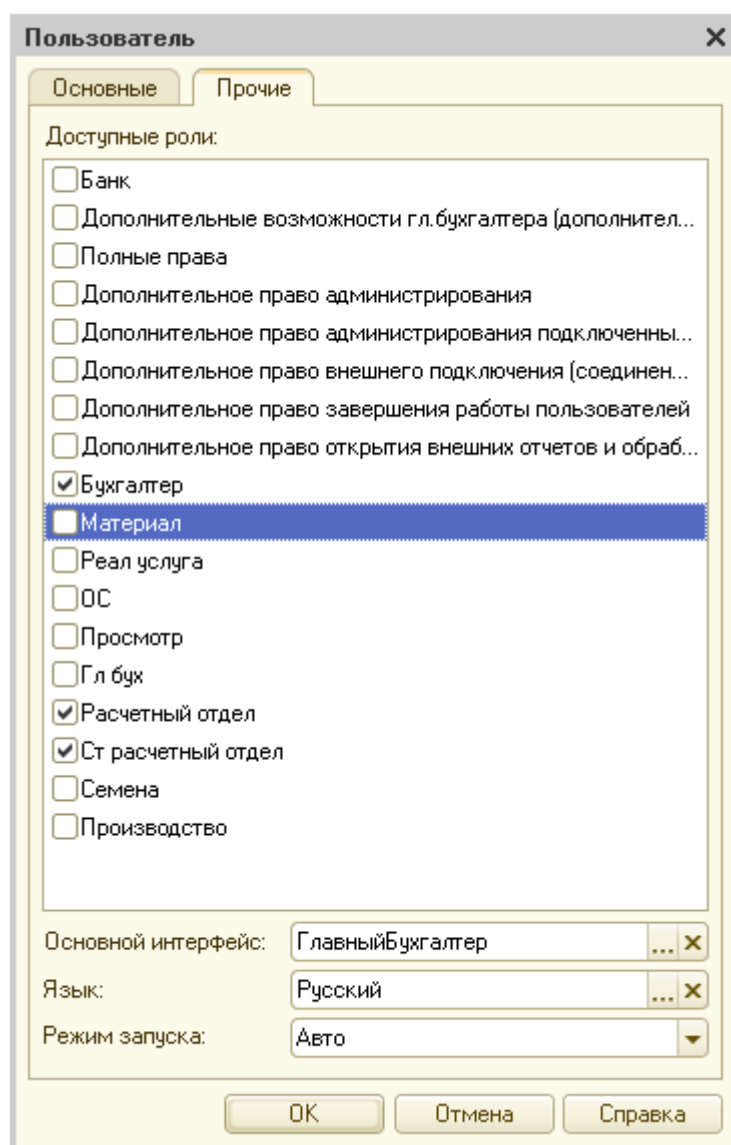 Пользователь
Основные Прочие
Доступные роли:
Банк
Дополнительные возможности гл.бухгалтера (дополнител...
Полные права
Дополнительное право администрирования
Дополнительное право администрирования подключенны...
Дополнительное право внешнего подключения (соединен...
Дополнительное право завершения работы пользователей
Дополнительное право открытия внешних отчетов и обраб...
Бухгалтер
Материал
Реал услуга
ОС
Просмотр
Гл бух
Расчетный отдел
Ст расчетный отдел
Семена
Производство
Основной интерфейс: ГлавныйБухгалтер ...
Язык: Русский ...
Режим запуска: Авто
OK Отмена Справка